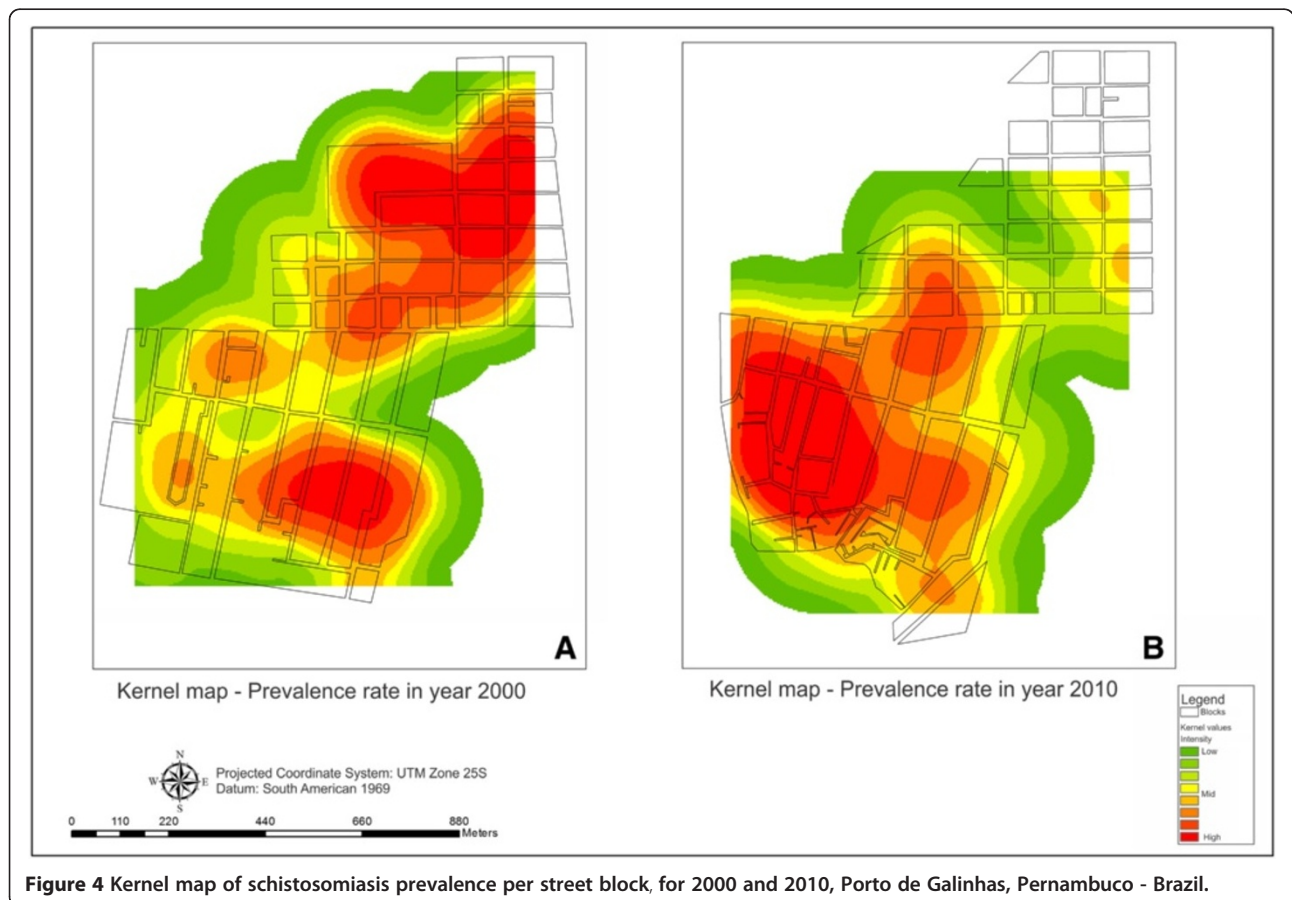 A
B
Kernel map - Prevalence rate in year 2000
Kernel map - Prevalence rate in year 2010
Legend
Blocks
Kernel values
Intensity
Low
Mid
High
N
W E
S
Projected Coordinate System: UTM Zone 25S
Datum: South American 1969
0 110 220 440 660 880
Meters
Figure 4 Kernel map of schistosomiasis prevalence per street block, for 2000 and 2010, Porto de Galinhas, Pernambuco - Brazil.